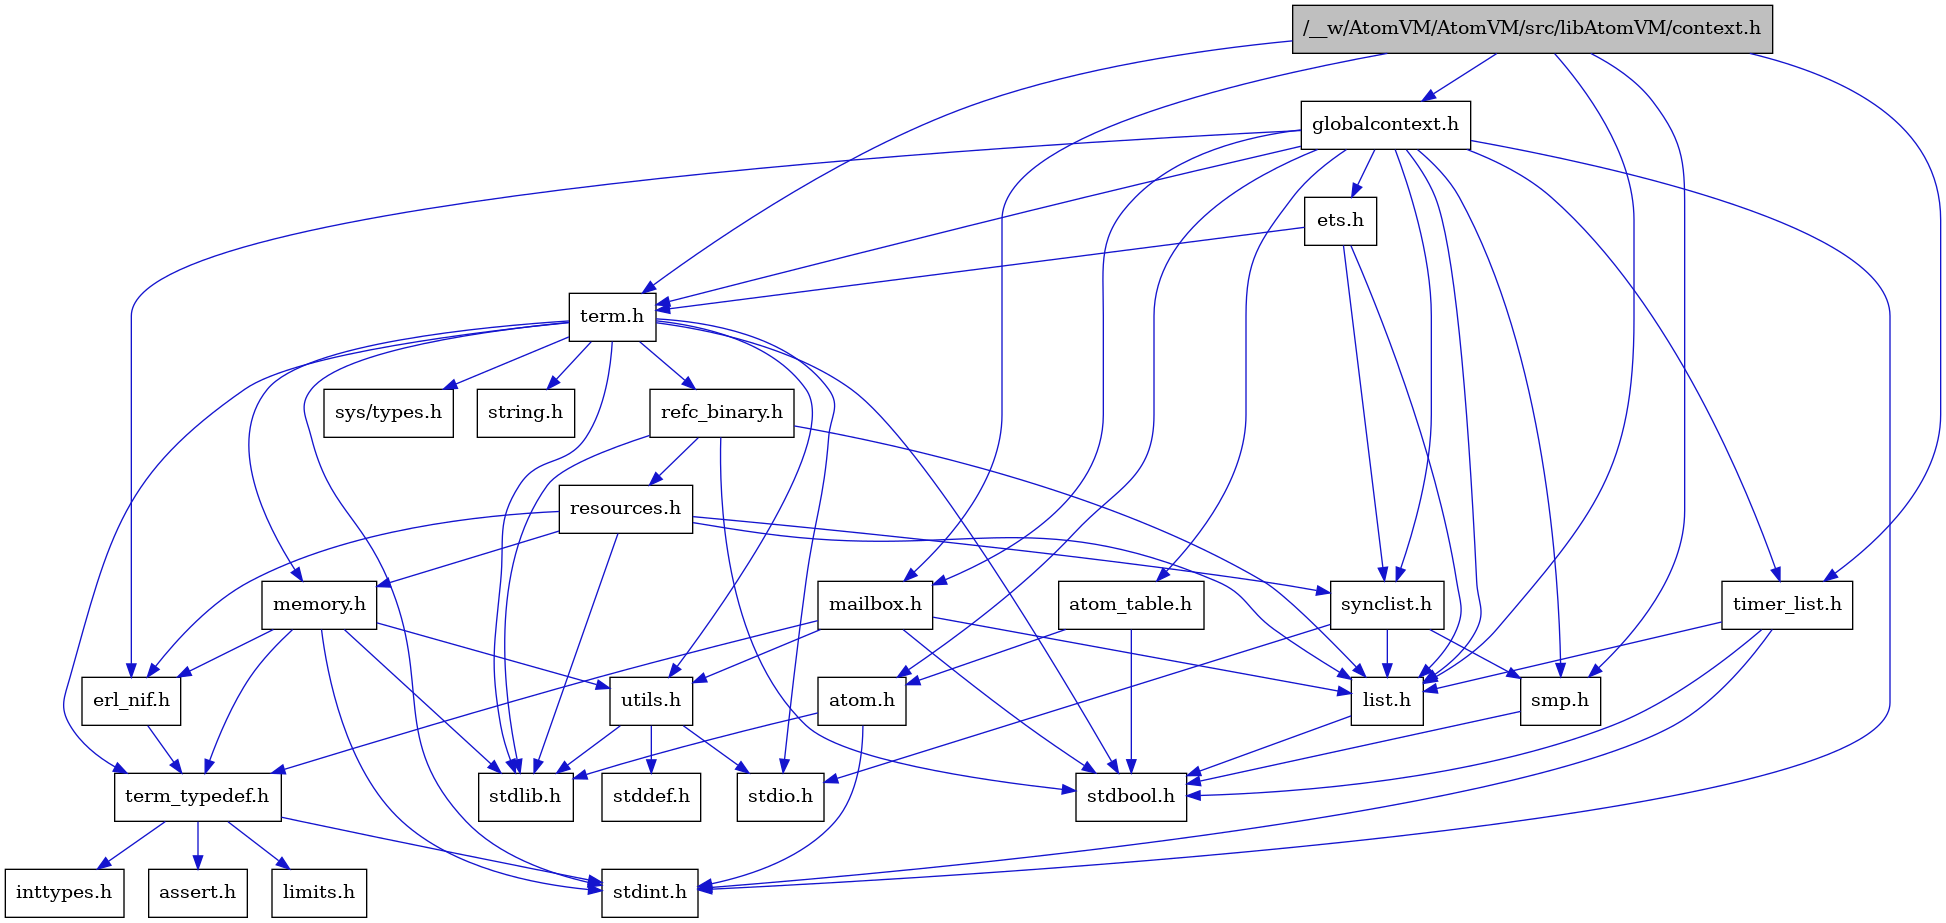 /__w/AtomVM/AtomVM/src/libAtomVM/context.h
globalcontext.h
ets.h
term.h
sys/types.h
string.h
refc_binary.h
resources.h
memory.h
mailbox.h
atom_table.h
synclist.h
timer_list.h
erl_nif.h
utils.h
atom.h
list.h
smp.h
term_typedef.h
stdlib.h
stddef.h
stdio.h
stdbool.h
inttypes.h
assert.h
limits.h
stdint.h